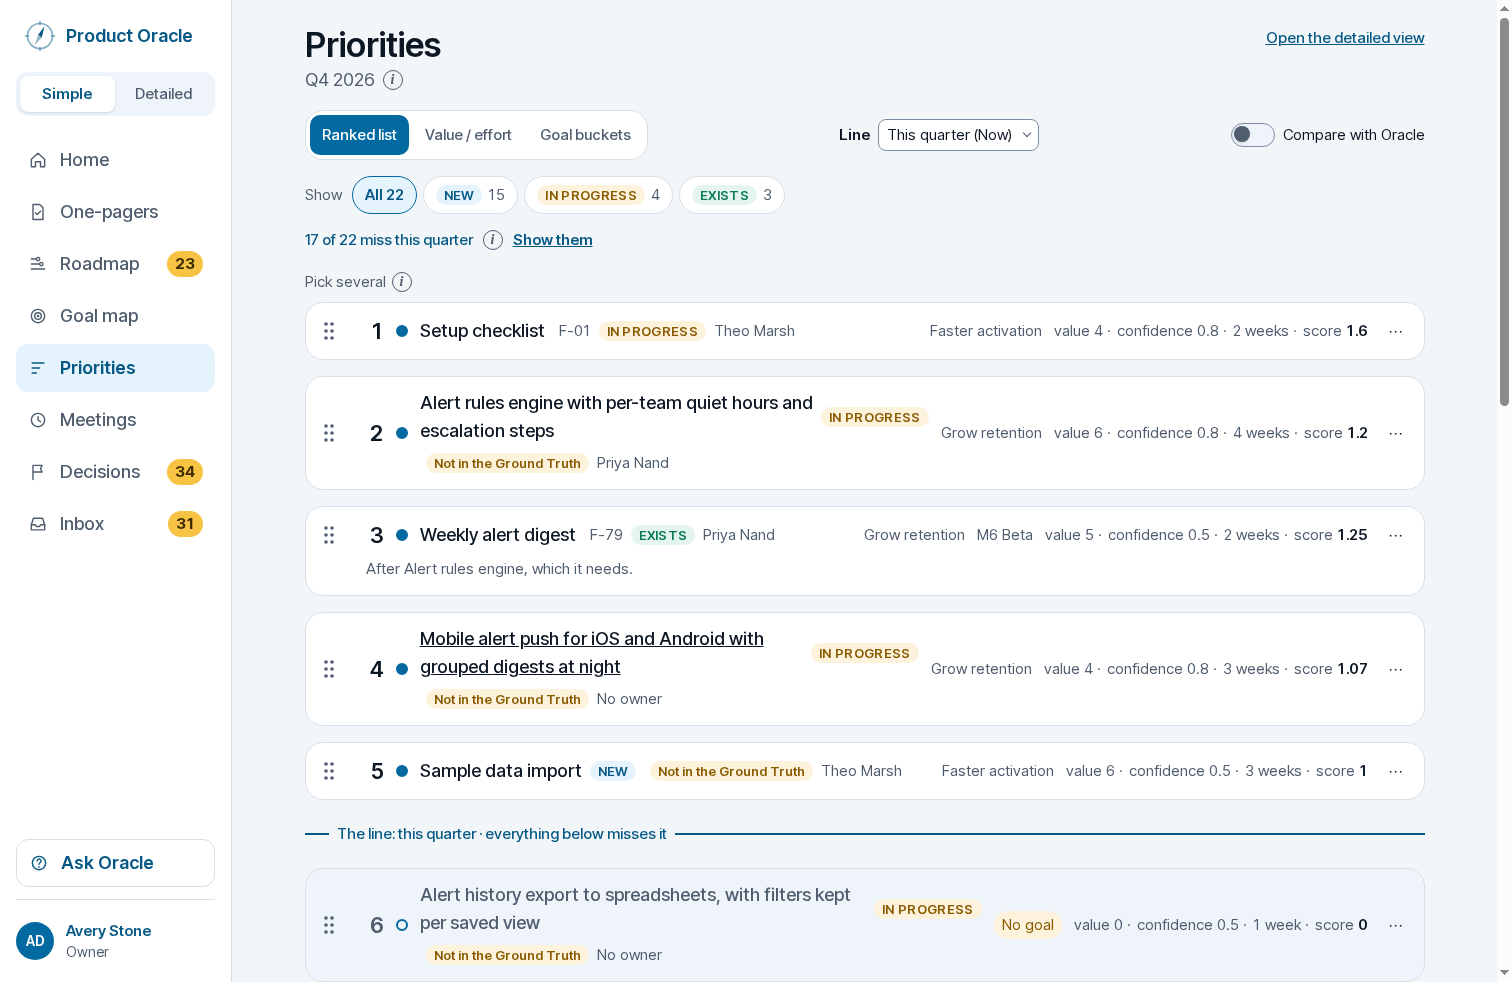 Product Oracle
Simple
Detailed
Home
One-pagers
Roadmap 23
Goal map
Priorities
Meetings
Decisions 34
Inbox 31
Ask Oracle
AD
Avery Stone
Owner
Priorities
Open the detailed view
Q4 2026 i
Ranked list
Value / effort
Goal buckets
Line This quarter (Now)
Compare with Oracle
Show All 22 NEW 15 IN PROGRESS 4 EXISTS 3
17 of 22 miss this quarter i Show them
Pick several i
1 Setup checklist F-01 IN PROGRESS Theo Marsh Faster activation value 4 · confidence 0.8 · 2 weeks · score 1.6 ...
Alert rules engine with per-team quiet hours and
escalation steps
2 IN PROGRESS Grow retention value 6 · confidence 0.8 · 4 weeks · score 1.2 ...
Not in the Ground Truth Priya Nand
3 Weekly alert digest F-79 EXISTS Priya Nand Grow retention M6 Beta value 5 · confidence 0.5 · 2 weeks · score 1.25 ...
After Alert rules engine, which it needs.
Mobile alert push for iOS and Android with
grouped digests at night
4 IN PROGRESS Grow retention value 4 · confidence 0.8 · 3 weeks · score 1.07 ...
Not in the Ground Truth No owner
5 Sample data import NEW Not in the Ground Truth Theo Marsh Faster activation value 6 · confidence 0.5 · 3 weeks · score 1 ...
The line: this quarter · everything below misses it
Alert history export to spreadsheets, with filters kept
per saved view
6 IN PROGRESS No goal value 0 · confidence 0.5 · 1 week · score 0 ...
Not in the Ground Truth No owner